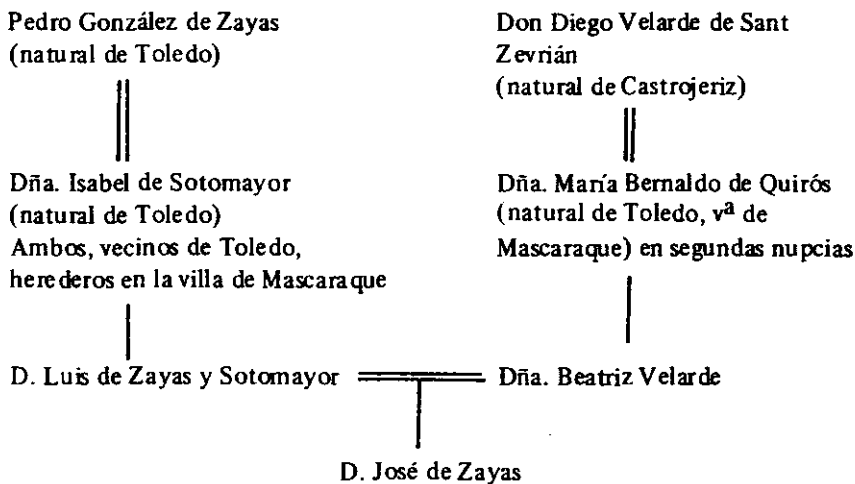 Pedro González de Zayas
(natural de Toledo)
Don Diego Velarde de Sant
Zevrián
(natural de Castrojeriz)
Dña. Isabel de Sotomayor
(natural de Toledo)
Ambos, vecinos de Toledo,
herederos en la villa de Mascaraque
Dña. María Bernaldo de Quirós
(natural de Toledo, vª de
Mascaraque) en segundas nupcias
D. Luis de Zayas y Sotomayor
Dña. Beatriz Velarde
D. José de Zayas